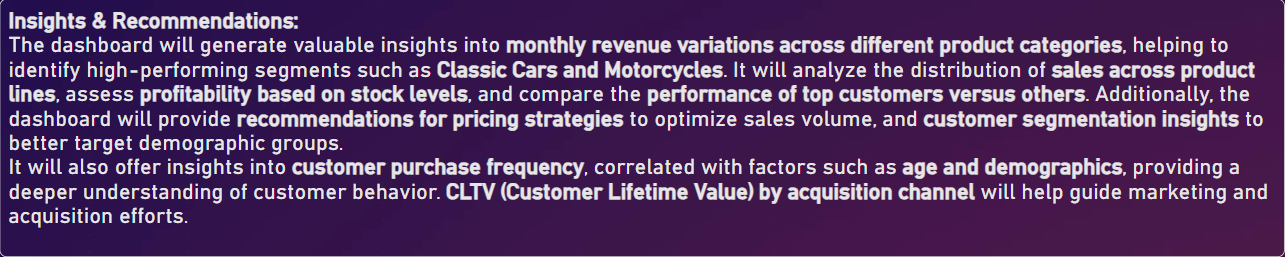 Insights & Recommendations:
The dashboard will generate valuable insights into monthly revenue variations across different product categories, helping to
identify high-performing segments such as Classic Cars and Motorcycles. It will analyze the distribution of sales across product
lines, assess profitability based on stock levels, and compare the performance of top customers versus others. Additionally, the
dashboard will provide recommendations for pricing strategies to optimize sales volume, and customer segmentation insights to
better target demographic groups.
It will also offer insights into customer purchase frequency, correlated with factors such as age and demographics, providing a
deeper understanding of customer behavior. CLTV (Customer Lifetime Value) by acquisition channel will help guide marketing and
acquisition efforts.